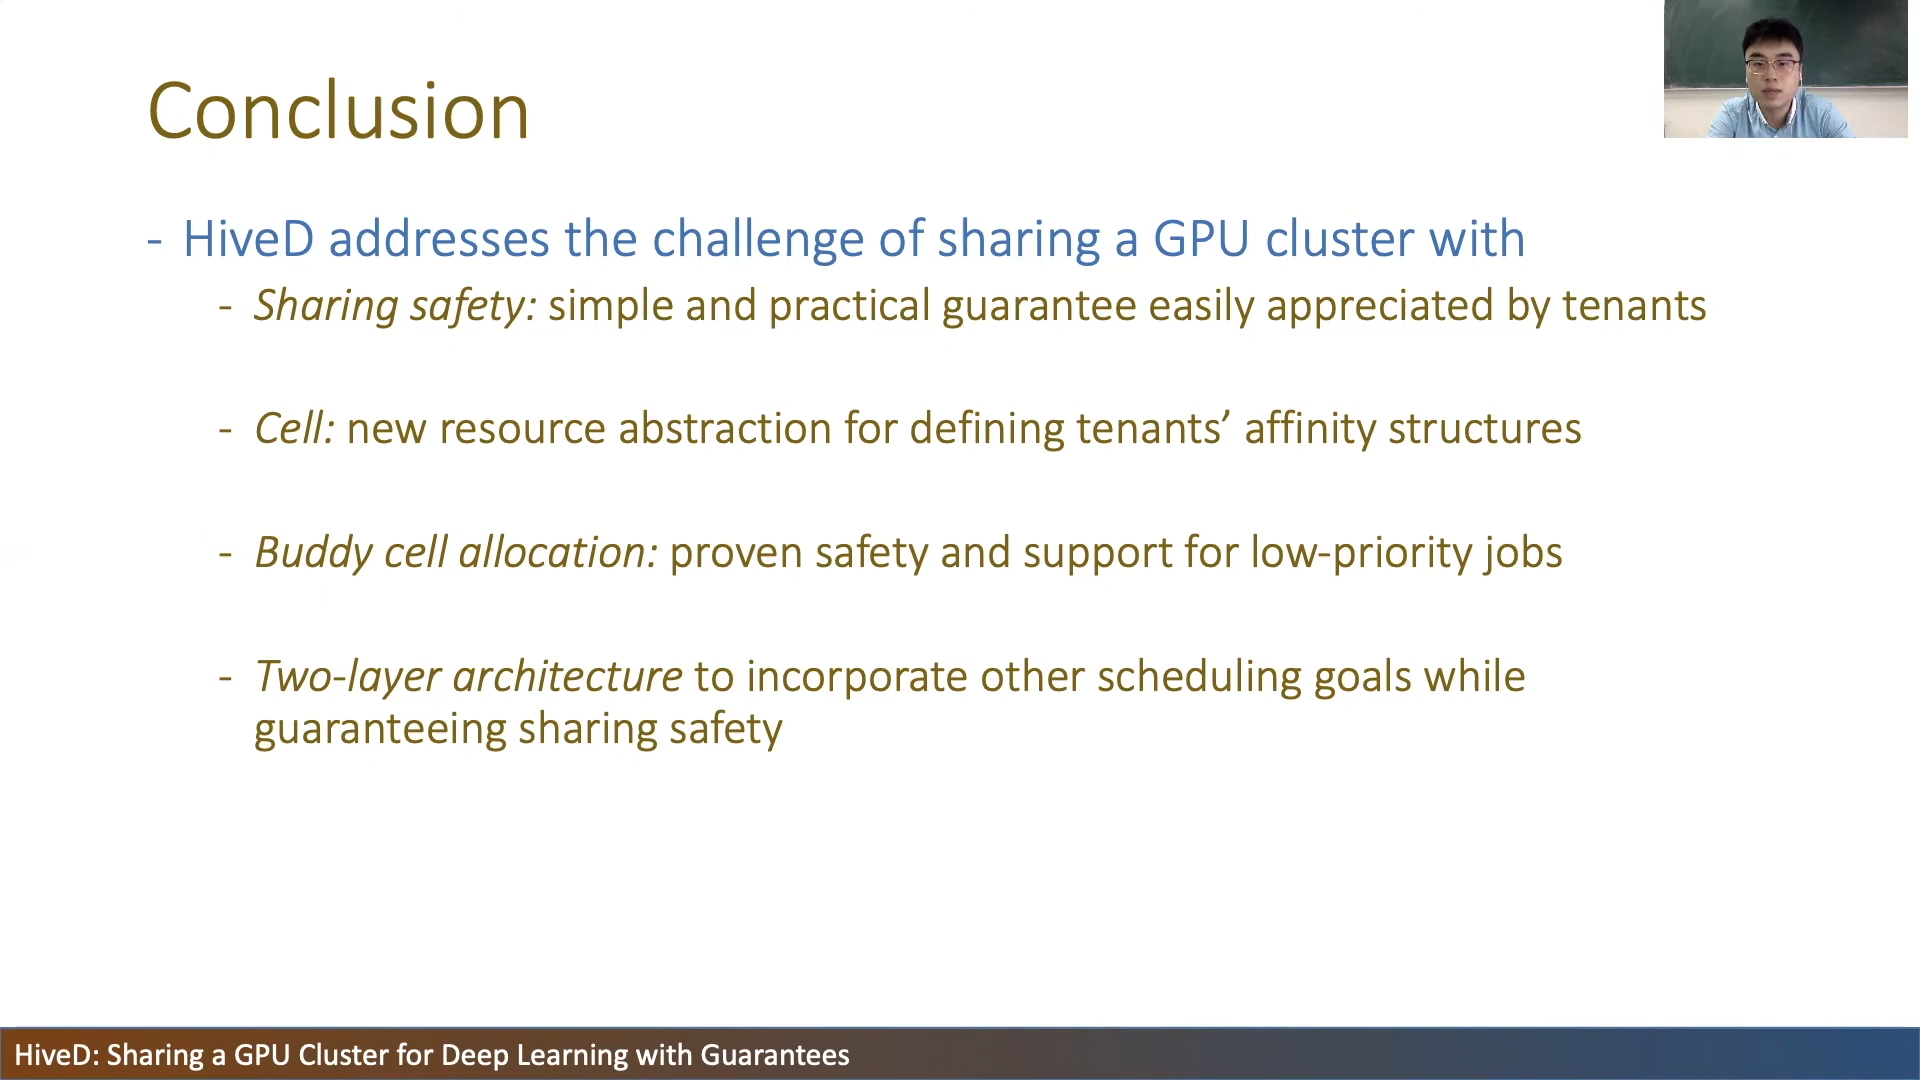 Conclusion
- HiveD addresses the challenge of sharing a GPU cluster with
- Sharing safety: simple and practical guarantee easily appreciated by tenants
- Cell: new resource abstraction for defining tenants’ affinity structures
- Buddy cell allocation: proven safety and support for low-priority jobs
- Two-layer architecture to incorporate other scheduling goals while
guaranteeing sharing safety
HiveD: Sharing a GPU Cluster for Deep Learning with Guarantees